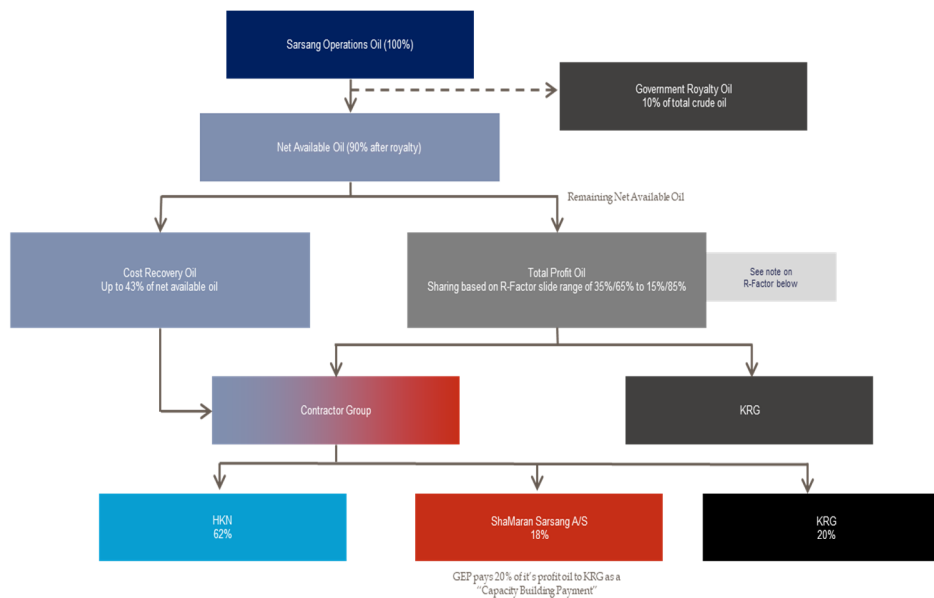 Sarsang Operations Oil (100%)
Government Royalty Oil
10% of total crude oil
Net Available Oil (90% after royalty)
Remaining Net Available Oil
Cost Recovery Oil
Up to 43% of net available oil
Total Profit Oil
Sharing based on R-Factor slide range of 35%/65% to 15%/85%
See note on
R-Factor below
Contractor Group
KRG
HKN
62%
ShaMaran Sarsang A/S
18%
KRG
20%
GEP pays 20% of it's profit oil to KRG as a
"Capacity Building Payment"